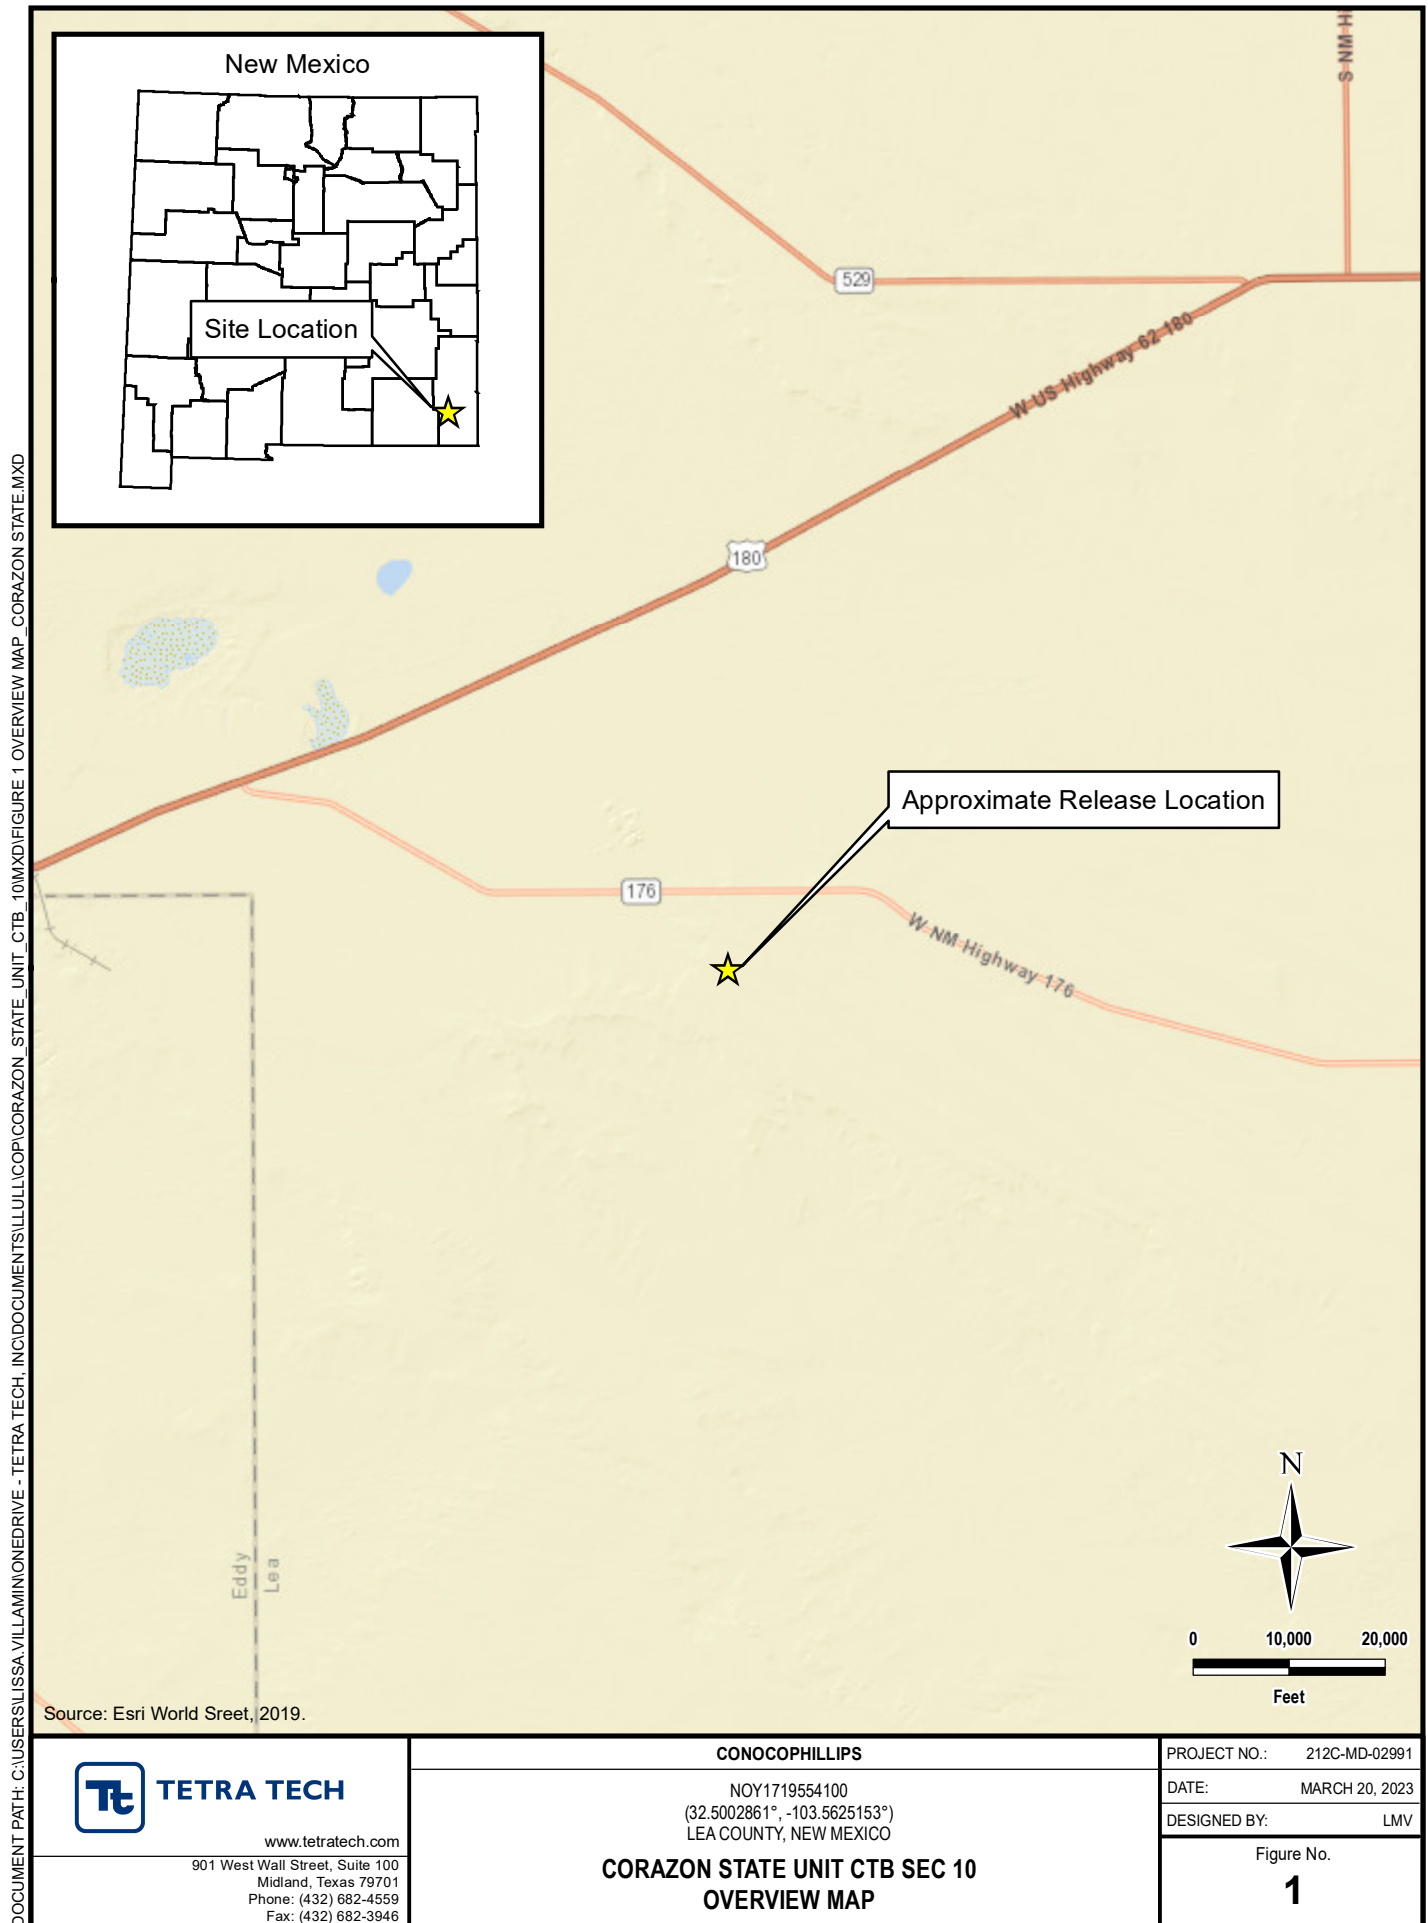 New Mexico
Site Location
S NM H
529
W US Highway 62 180
180
Approximate Release Location
176
W NM Highway 176
Eddy
Lea
N
0 10,000 20,000
Feet
Source: Esri World Sreet, 2019.
DOCUMENT PATH: C:\USERS\LISSA.VILLAMIN\ONEDRIVE - TETRA TECH, INC\DOCUMENTS\LLULL\COP\CORAZON_STATE_UNIT_CTB_10\MXD\FIGURE 1 OVERVIEW MAP_CORAZON STATE.MXD
Tt
TETRA TECH
www.tetratech.com
901 West Wall Street, Suite 100
Midland, Texas 79701
Phone: (432) 682-4559
Fax: (432) 682-3946
CONOCOPHILLIPS
NOY1719554100
(32.5002861°, -103.5625153°)
LEA COUNTY, NEW MEXICO
CORAZON STATE UNIT CTB SEC 10
OVERVIEW MAP
PROJECT NO.: 212C-MD-02991
DATE: MARCH 20, 2023
DESIGNED BY: LMV
Figure No.
1